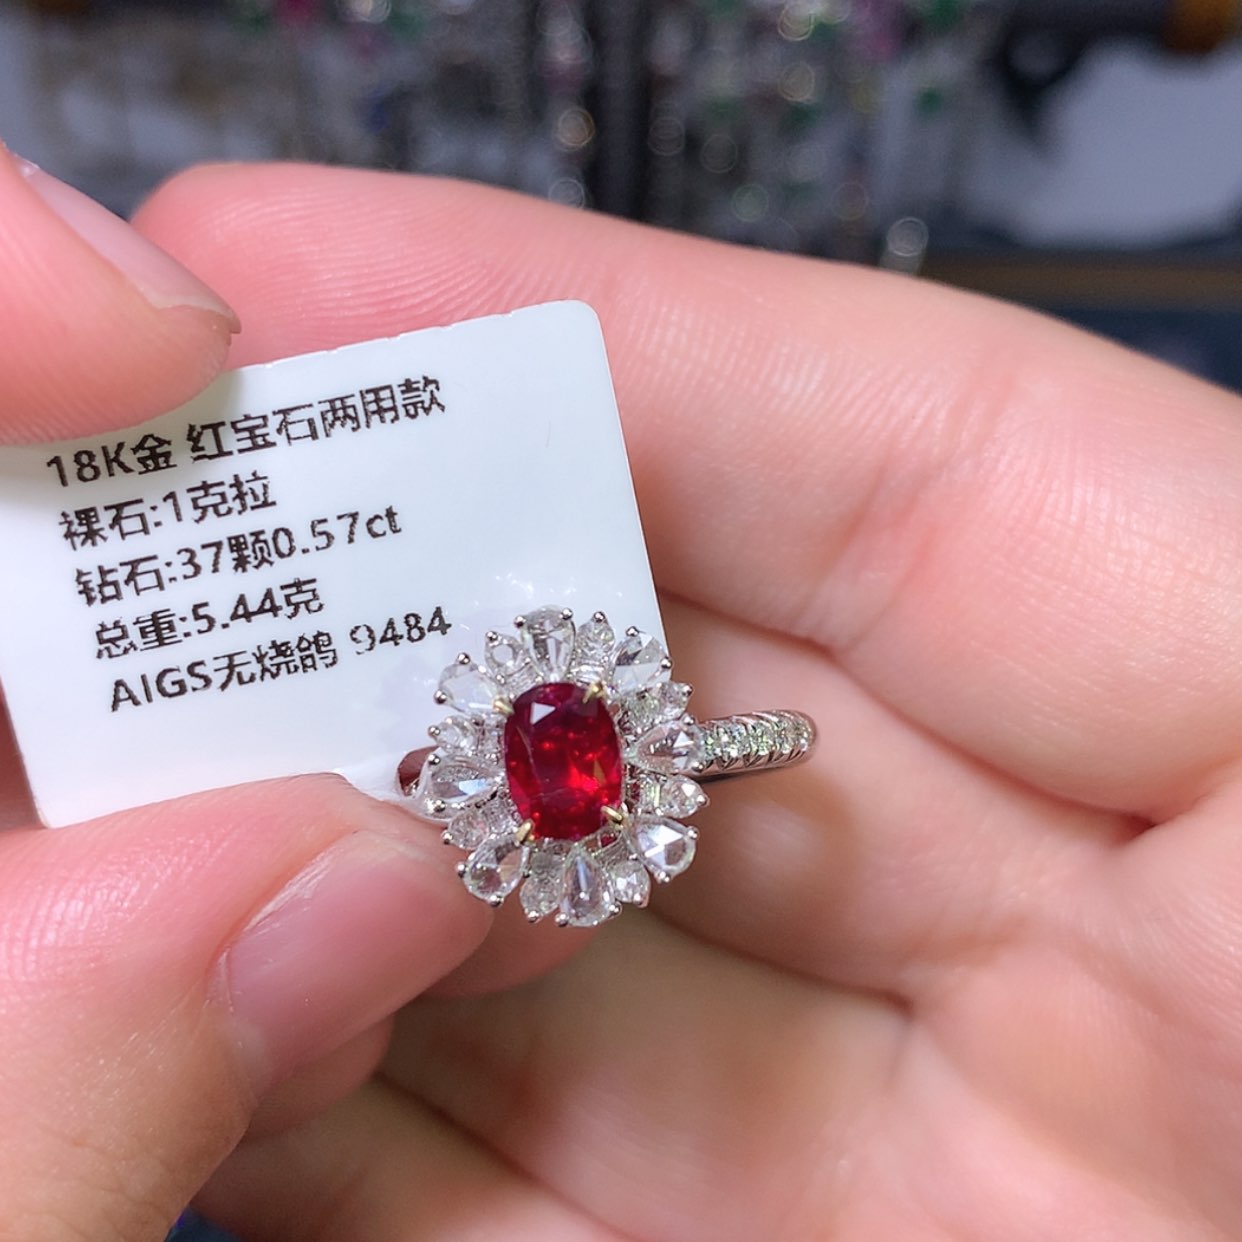 18K金 红宝石两用款
裸石:1克拉
钻石:37颗0.57ct
总重:5.44克
AIGS无烧鸽 9484